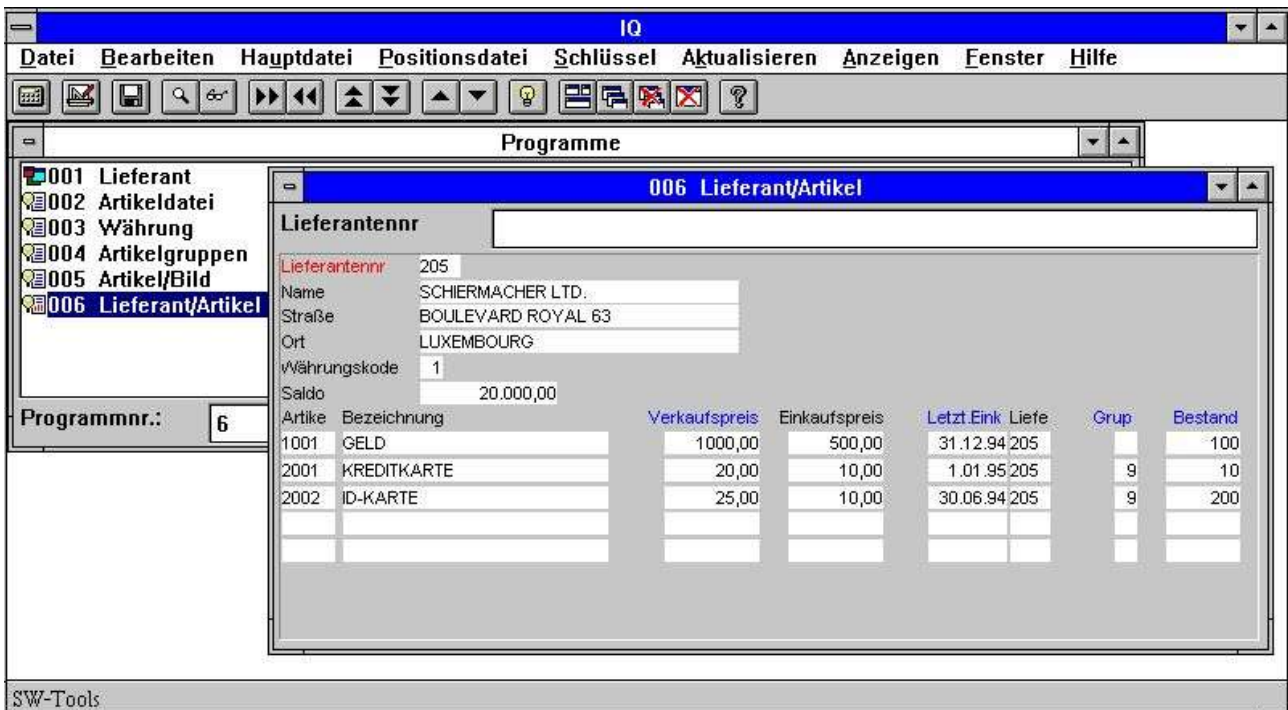 IQ
Datei Bearbeiten Hauptdatei Positionsdatei Schlüssel Aktualisieren Anzeigen Fenster Hilfe
Programme
001 Lieferant
002 Artikeldatei
003 Währung
004 Artikelgruppen
005 Artikel/Bild
006 Lieferant/Artikel
Programmnr.: 6
006 Lieferant/Artikel
Lieferantennr
Lieferantennr 205
Name SCHIERMACHER LTD.
Straße BOULEVARD ROYAL 63
Ort LUXEMBOURG
Währungskode 1
Saldo 20.000,00
Artike Bezeichnung Verkaufspreis Einkaufspreis Letzt.Eink Liefe Grup Bestand
1001 GELD 1000,00 500,00 31.12.94 205 100
2001 KREDITKARTE 20,00 10,00 1.01.95 205 9 10
2002 ID-KARTE 25,00 10,00 30.06.94 205 9 200
SW-Tools